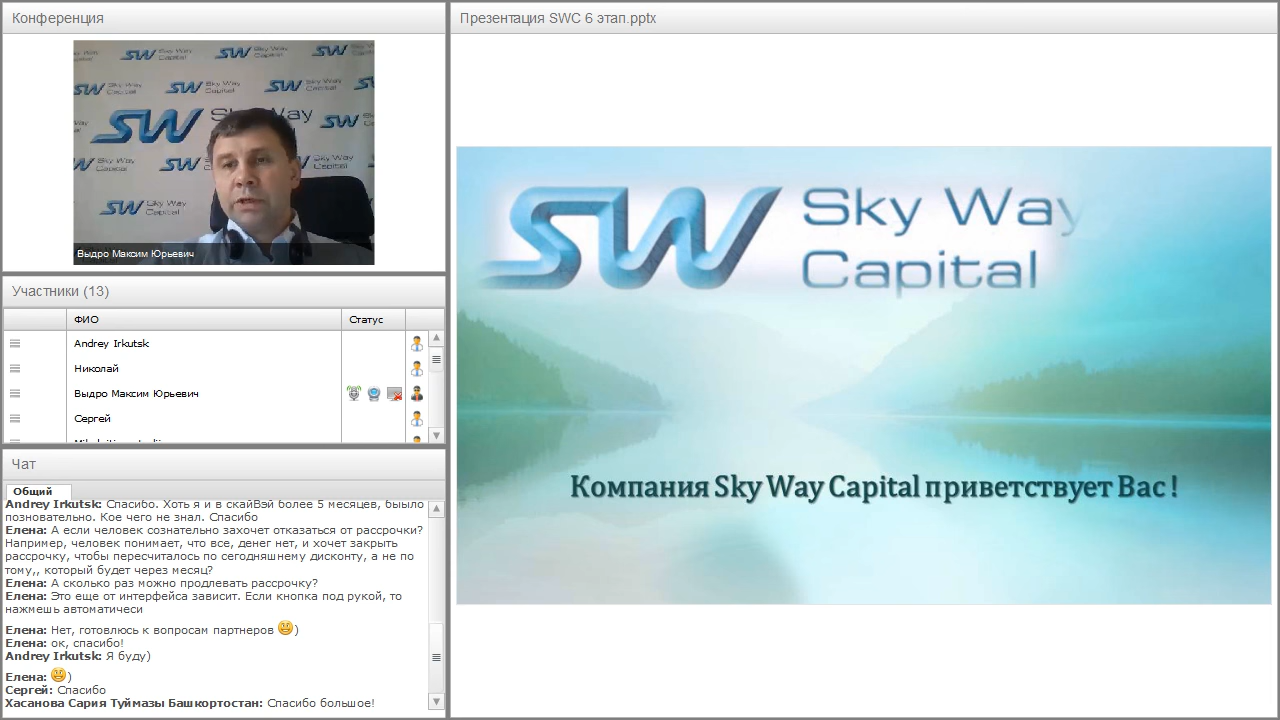 Конференция
SW Sky Way
Capital
Выдро Максим Юрьевич
Участники (13)
ФИО Статус
Andrey Irkutsk
Николай
Выдро Максим Юрьевич
Сергей
Чат
Общий
Andrey Irkutsk: Спасибо. Хоть я и в скайВэй более 5 месяцев, быыло
позновательно. Кое чего не знал. Спасибо
Елена: А если человек сознательно захочет отказаться от рассрочки?
Например, человек понимает, что все, денег нет, и хочет закрыть
рассрочку, чтобы пересчиталось по сегодняшнему дисконту, а не по
тому,, который будет через месяц?
Елена: А сколько раз можно продлевать рассрочку?
Елена: Это еще от интерфейса зависит. Если кнопка под рукой, то
нажмешь автоматичеси
Елена: Нет, готовлюсь к вопросам партнеров )
Елена: ок, спасибо!
Andrey Irkutsk: Я буду)
Елена: )
Сергей: Спасибо
Хасанова Сария Туймазы Башкортостан: Спасибо большое!
Презентация SWC 6 этап.pptx
SW Sky Way
Capital
Компания Sky Way Capital приветствует Вас !